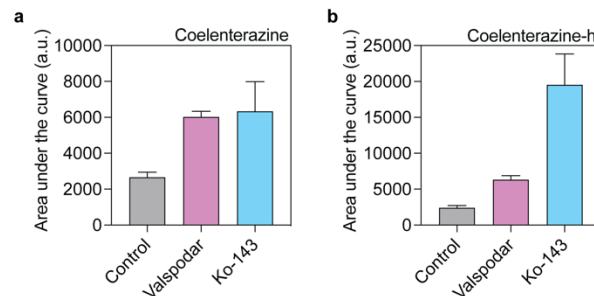 a
Coelenterazine
Area under the curve (a.u.)
10000
8000
6000
4000
2000
0
Control
Valspodar
Ko-143
b
Coelenterazine-h
Area under the curve (a.u.)
25000
20000
15000
10000
5000
0
Control
Valspodar
Ko-143